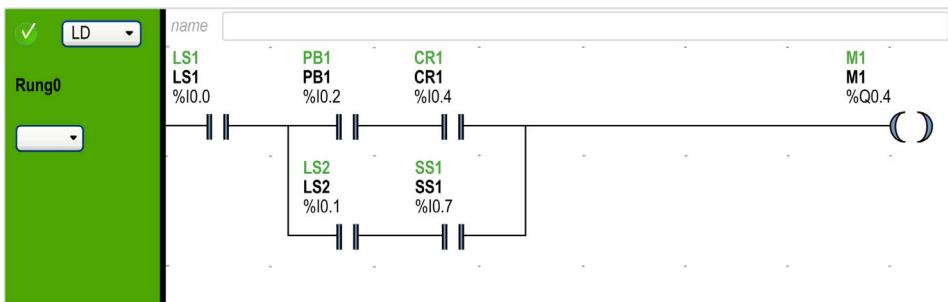 LD
name
Rung0
LS1 PB1 CR1 M1
LS1 PB1 CR1 M1
%I0.0 %I0.2 %I0.4 %Q0.4
LS2 SS1
LS2 SS1
%I0.1 %I0.7